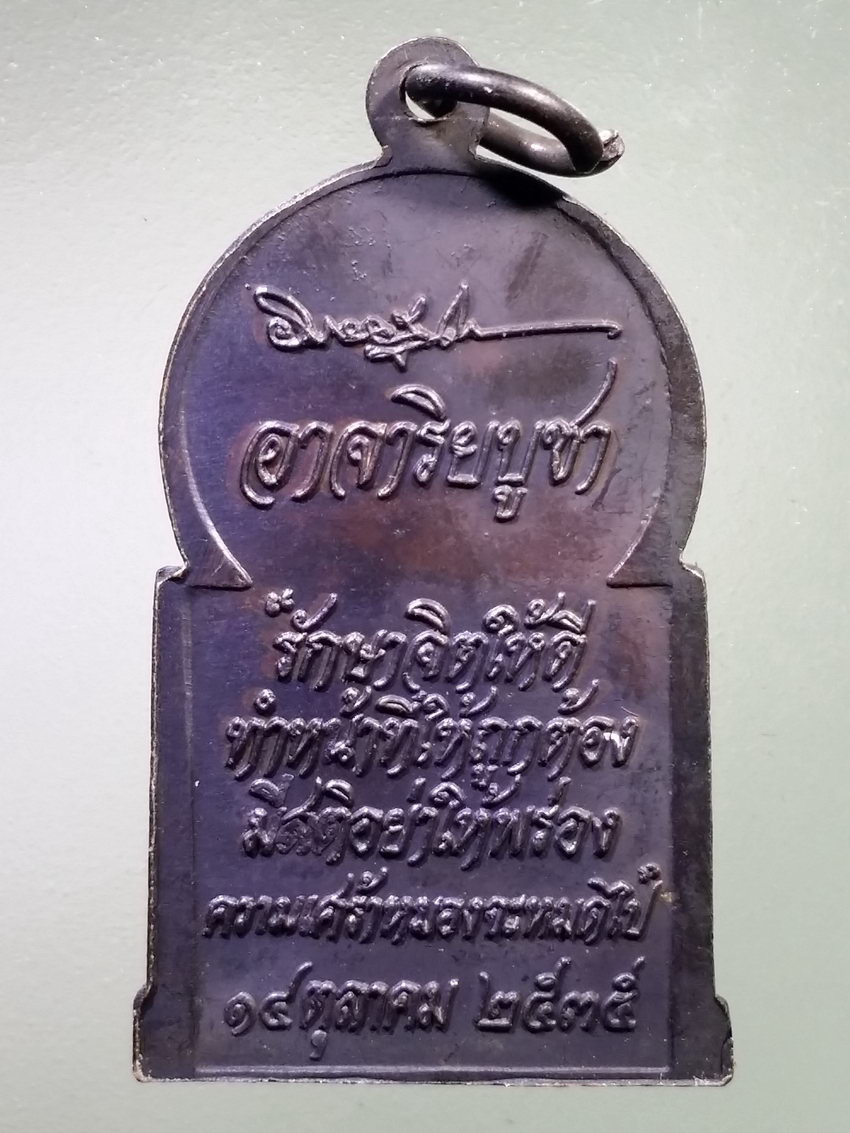 อาจาริยบูชา
"รักษาจิตให้ดี
ทำหน้าที่ให้ถูกต้อง
มีสติอย่าให้พร่อง
ความเศร้าหมองจะหมดไป"
๑๔ ตุลาคม ๒๕๓๕